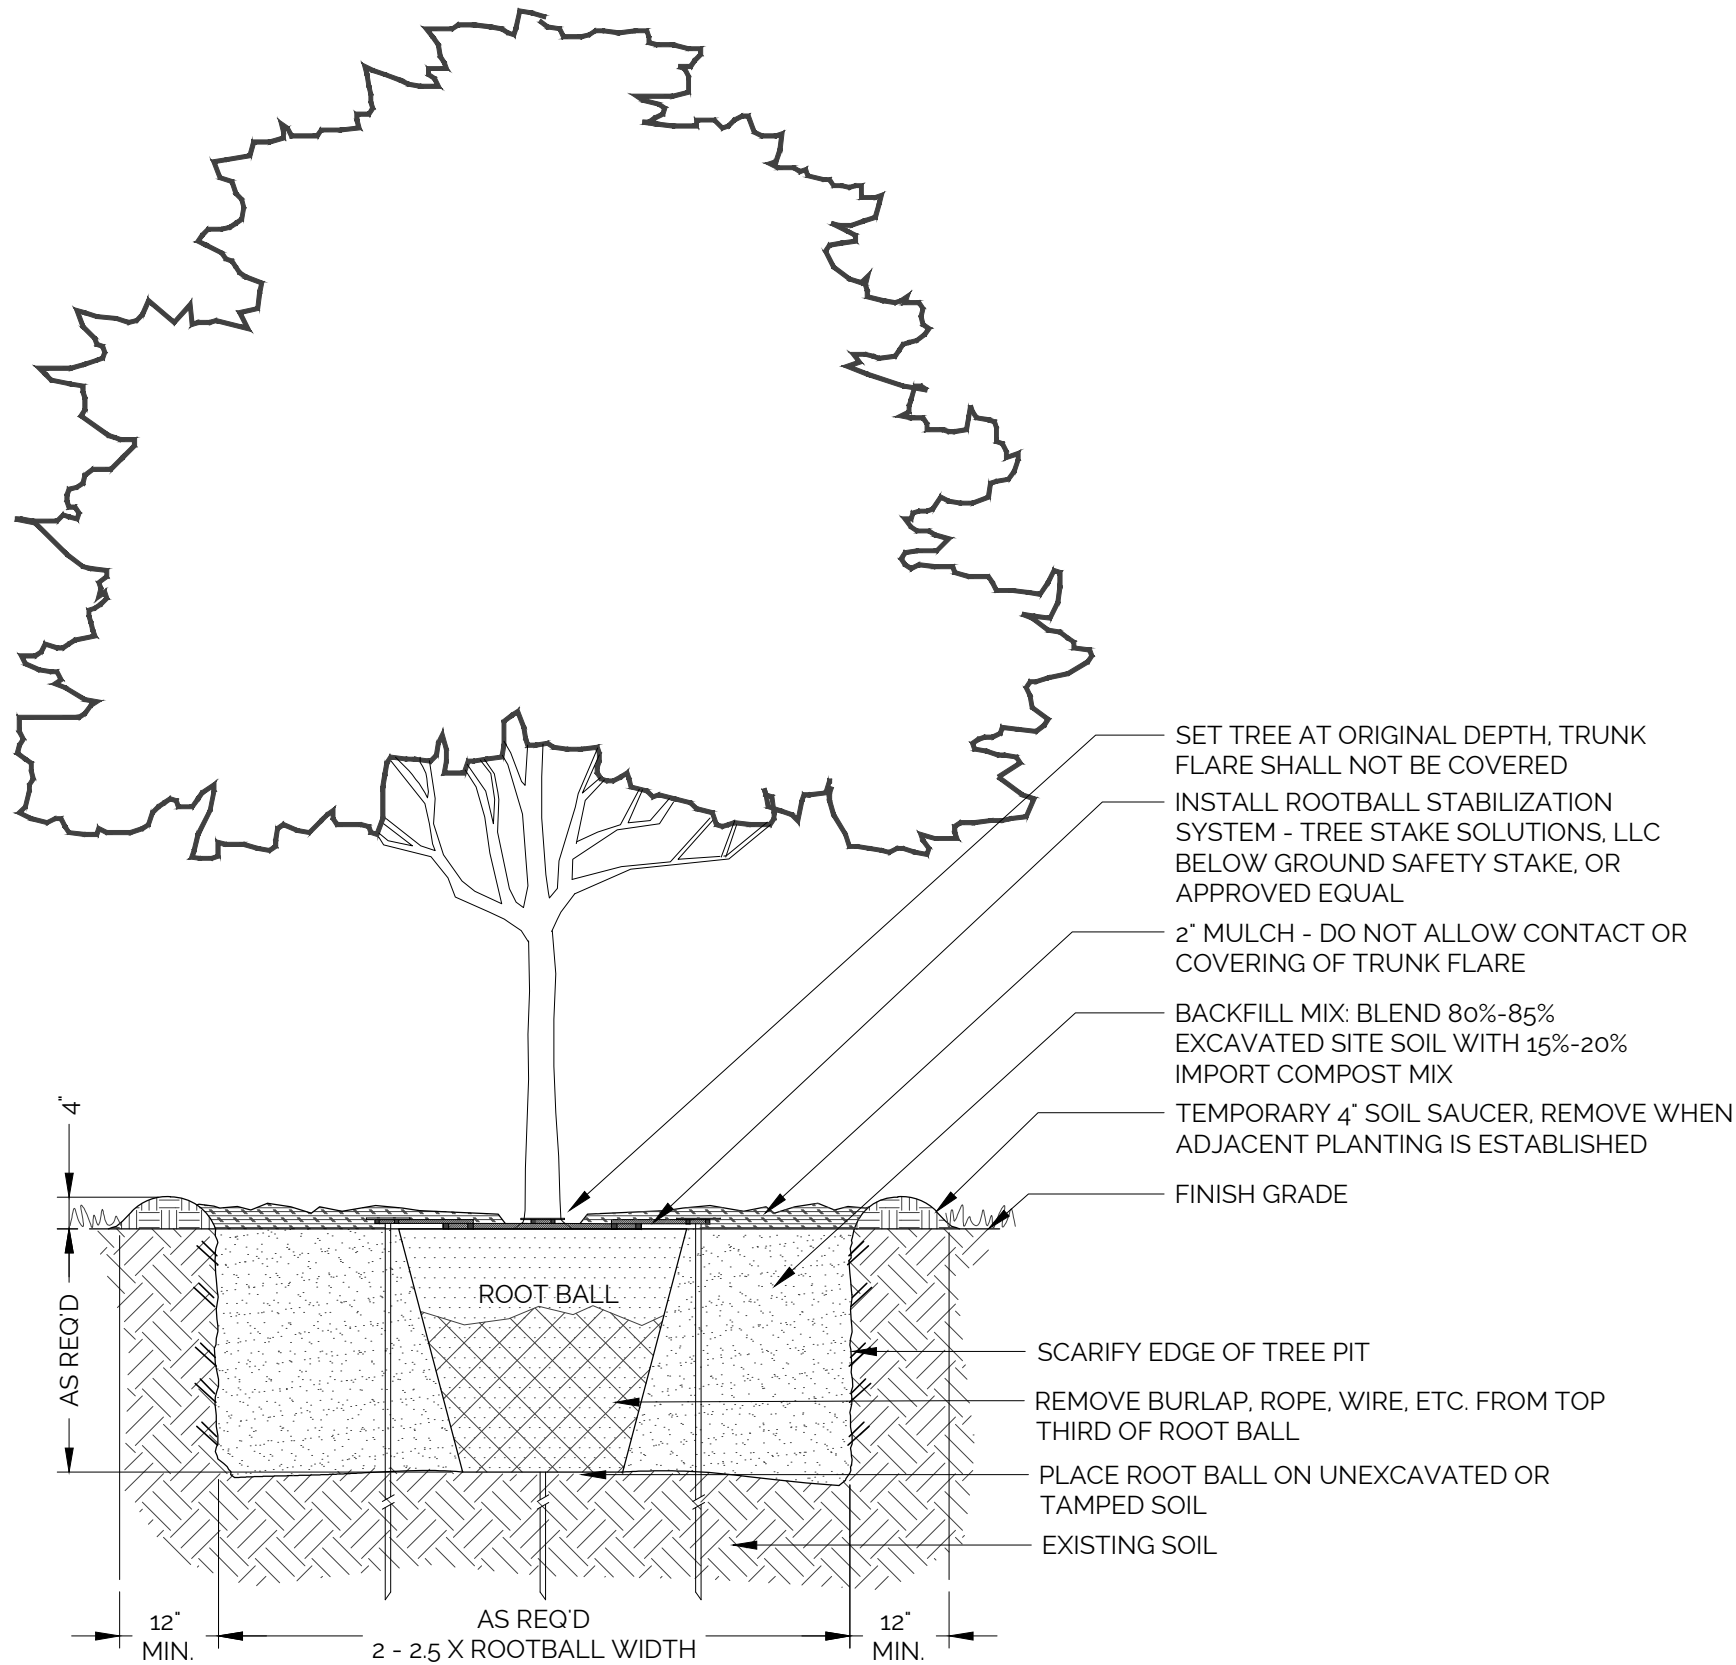 SET TREE AT ORIGINAL DEPTH, TRUNK
FLARE SHALL NOT BE COVERED
INSTALL ROOTBALL STABILIZATION
SYSTEM - TREE STAKE SOLUTIONS, LLC
BELOW GROUND SAFETY STAKE, OR
APPROVED EQUAL
2" MULCH - DO NOT ALLOW CONTACT OR
COVERING OF TRUNK FLARE
BACKFILL MIX: BLEND 80%-85%
EXCAVATED SITE SOIL WITH 15%-20%
IMPORT COMPOST MIX
TEMPORARY 4" SOIL SAUCER, REMOVE WHEN
ADJACENT PLANTING IS ESTABLISHED
FINISH GRADE
4"
AS REQ'D
ROOT BALL
SCARIFY EDGE OF TREE PIT
REMOVE BURLAP, ROPE, WIRE, ETC. FROM TOP
THIRD OF ROOT BALL
PLACE ROOT BALL ON UNEXCAVATED OR
TAMPED SOIL
EXISTING SOIL
12"
MIN.
AS REQ'D
2 - 2.5 X ROOTBALL WIDTH
12"
MIN.